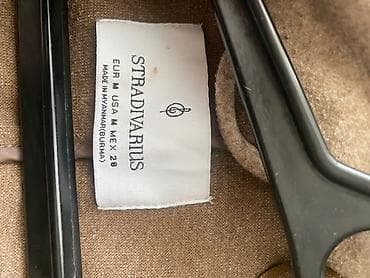 STRADIVARIUS
EUR M USA M MEX 28
MADE IN MYANMAR(BURMA)